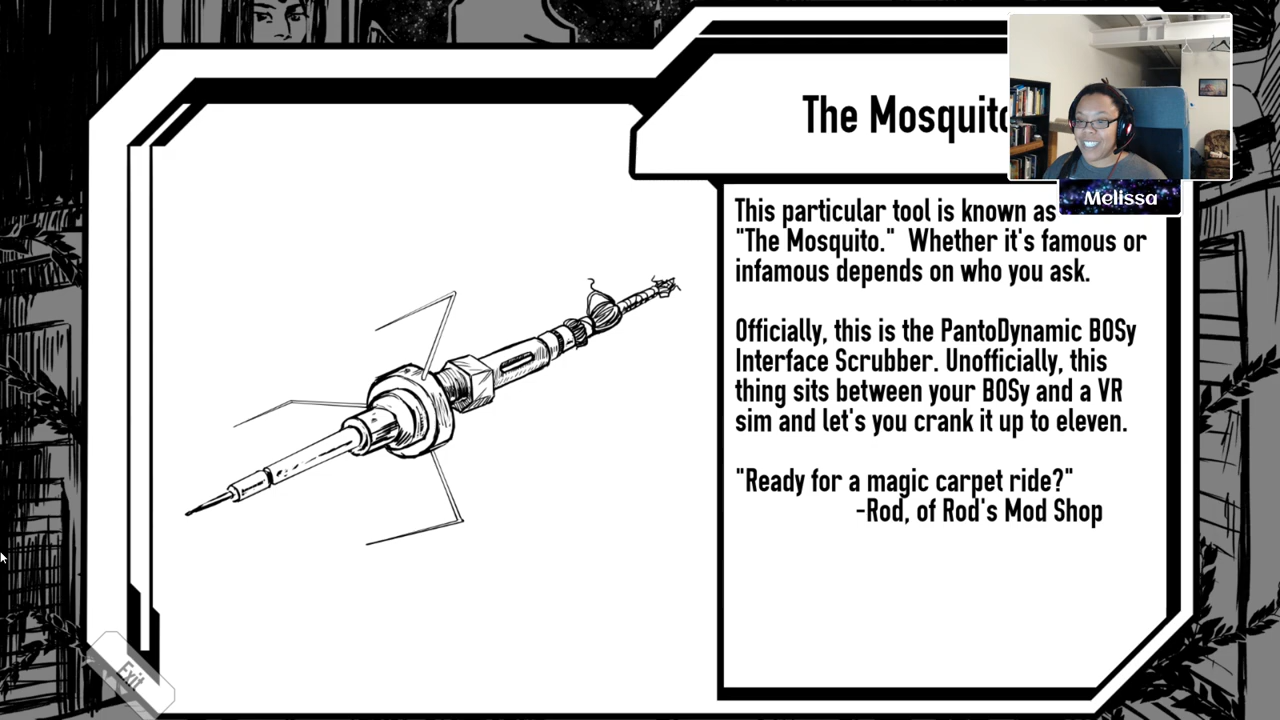 The Mosquito
Melissa
This particular tool is known as
"The Mosquito." Whether it's famous or
infamous depends on who you ask.
Officially, this is the PantoDynamic BOSy
Interface Scrubber. Unofficially, this
thing sits between your BOSy and a VR
sim and let's you crank it up to eleven.
"Ready for a magic carpet ride?"
-Rod, of Rod's Mod Shop
Exit